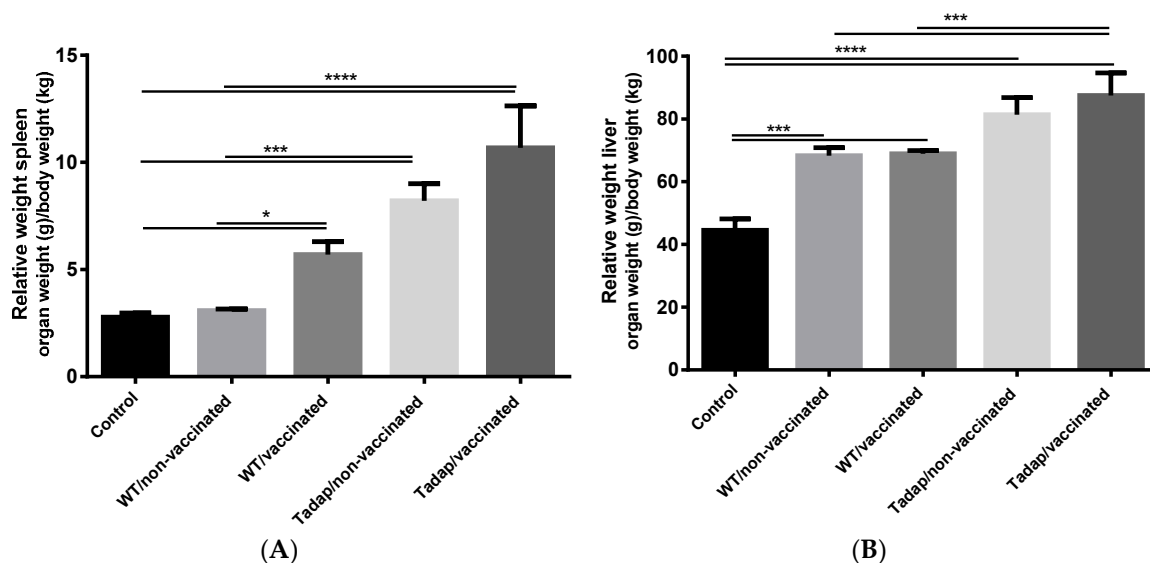 Relative weight spleen
organ weight (g)/body weight (kg)
15
10
5
0
****
***
*
Control
WT/non-vaccinated
WT/vaccinated
Tadap/non-vaccinated
Tadap/vaccinated
(A)
Relative weight liver
organ weight (g)/body weight (kg)
100
80
60
40
20
0
***
****
***
Control
WT/non-vaccinated
WT/vaccinated
Tadap/non-vaccinated
Tadap/vaccinated
(B)